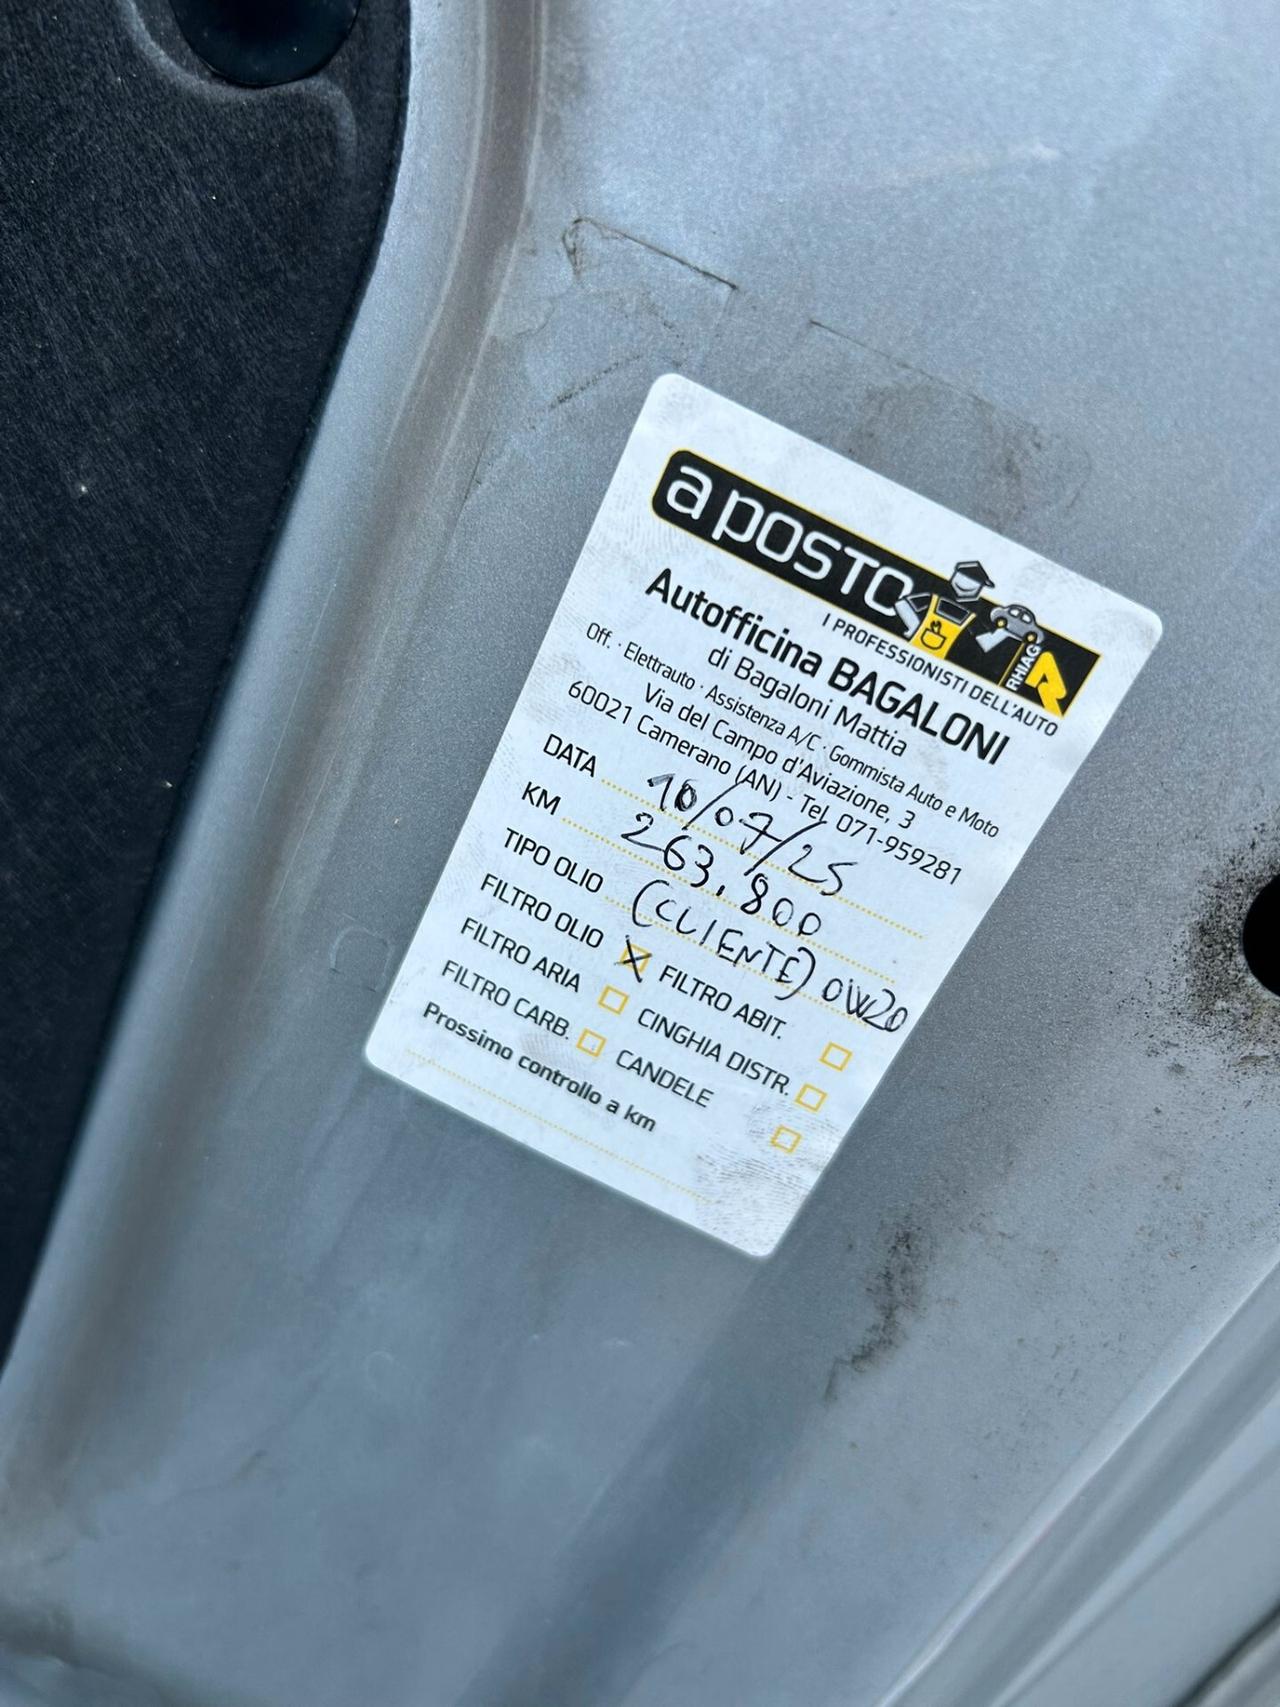 a posto
I PROFESSIONISTI DELL'AUTO
RHIAG
Autofficina BAGALONI
di Bagaloni Mattia
Off. · Elettrauto · Assistenza A/C · Gommista Auto e Moto
Via del Campo d'Aviazione, 3
60021 Camerano (AN) - Tel. 071-959281
DATA 10/07/25
KM 263.800
TIPO OLIO (CLIENTE) 0W20
FILTRO OLIO X FILTRO ABIT.
FILTRO ARIA CINGHIA DISTR.
FILTRO CARB. CANDELE
Prossimo controllo a km